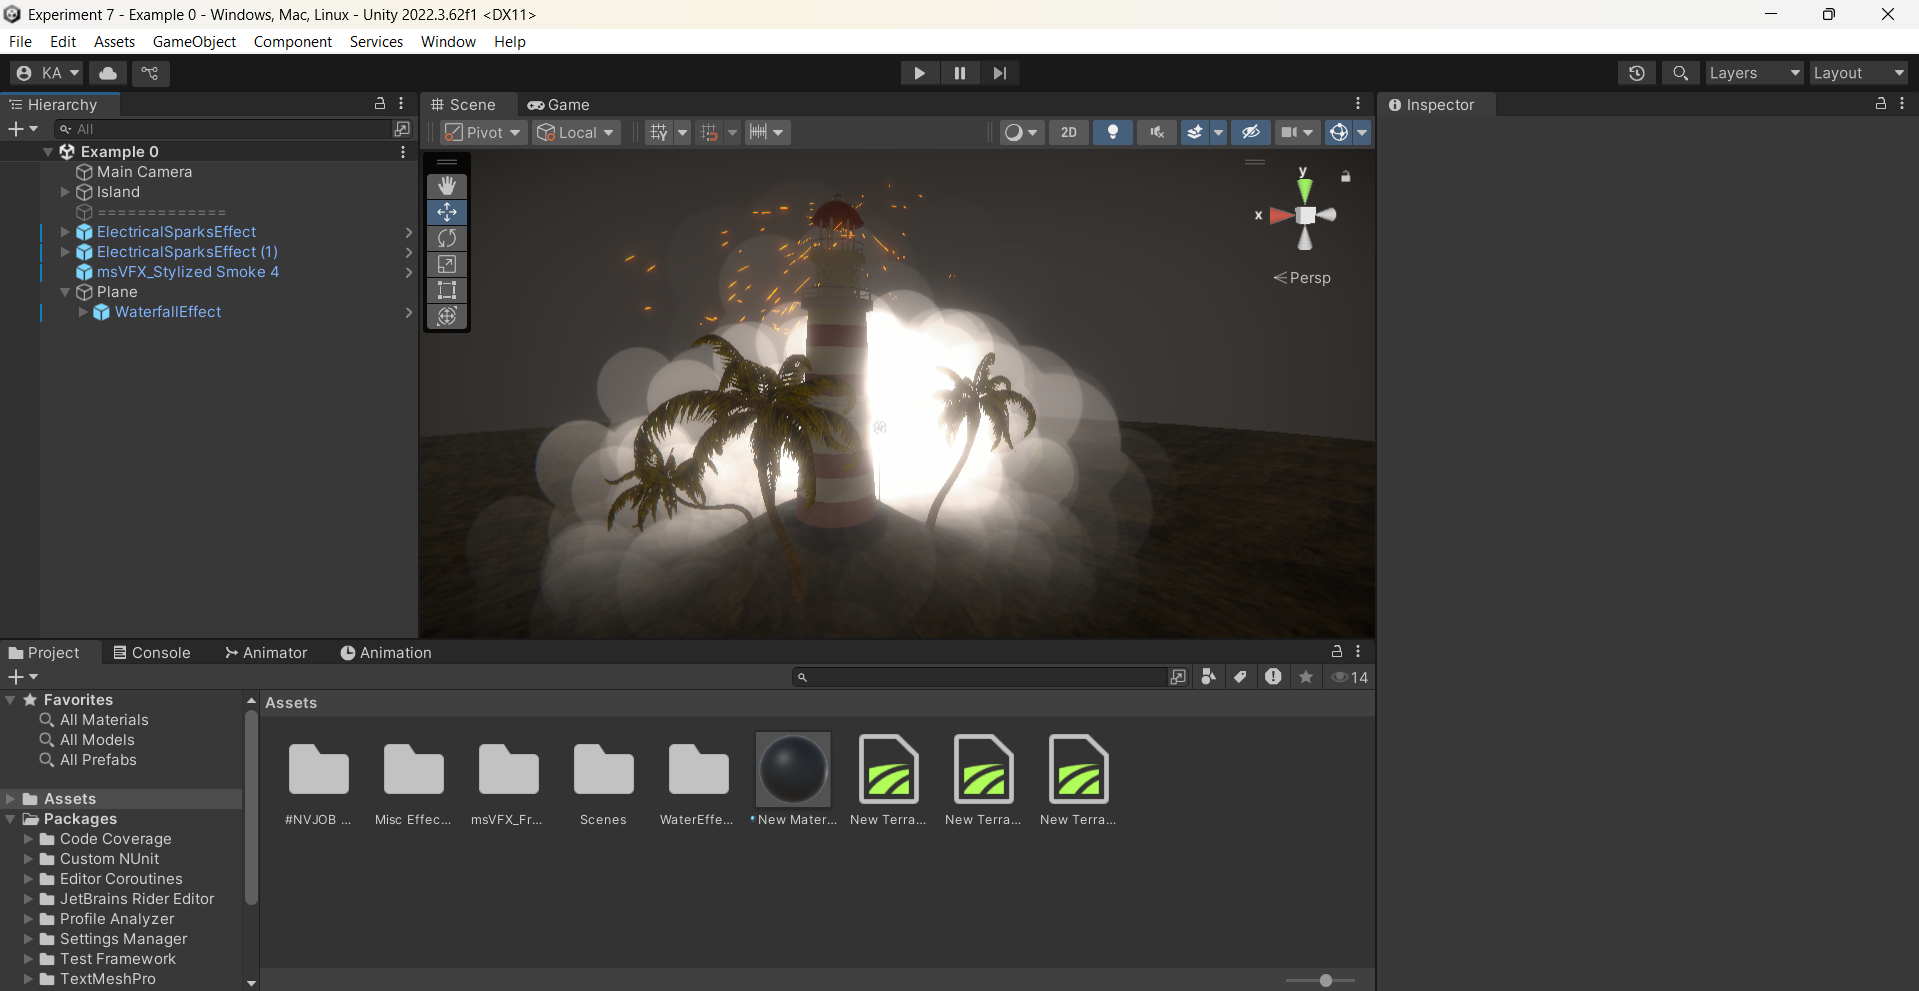 Experiment 7 - Example 0 - Windows, Mac, Linux - Unity 2022.3.62f1 <DX11>
File Edit Assets GameObject Component Services Window Help
KA Layers Layout
Hierarchy
All
Example 0
Main Camera
Island
=============
ElectricalSparksEffect
ElectricalSparksEffect (1)
msVFX_Stylized Smoke 4
Plane
WaterfallEffect
Scene Game
Pivot Local 2D
y
x
Persp
Inspector
Project Console Animator Animation
14
Favorites
All Materials
All Models
All Prefabs
Assets
Packages
Code Coverage
Custom NUnit
Editor Coroutines
JetBrains Rider Editor
Profile Analyzer
Settings Manager
Test Framework
TextMeshPro
Assets
#NVJOB ... Misc Effec... msVFX_Fr... Scenes WaterEffe... New Mater... New Terra... New Terra... New Terra...